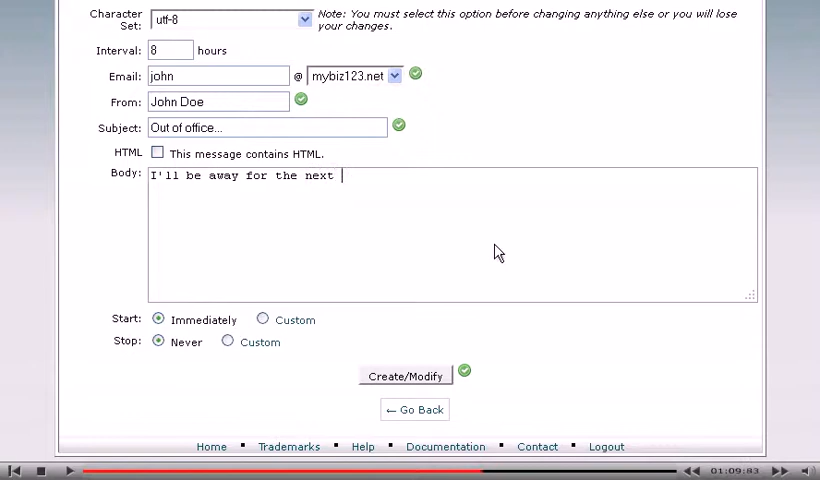 Character Set: utf-8 Note: You must select this option before changing anything else or you will lose your changes.
Interval: 8 hours
Email: john @ mybiz123.net
From: John Doe
Subject: Out of office...
HTML This message contains HTML.
Body: I'll be away for the next
Start: Immediately Custom
Stop: Never Custom
Create/Modify
← Go Back
Home ▪ Trademarks ▪ Help ▪ Documentation ▪ Contact ▪ Logout
01:09:83